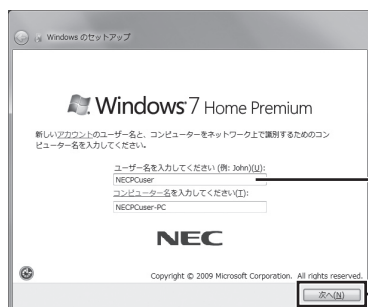 Windows のセットアップ
Windows 7 Home Premium
新しいアカウントのユーザー名と、コンピューターをネットワーク上で識別するためのコン
ピューター名を入力してください。
ユーザー名を入力してください (例: John)(U):
NECPCuser
コンピューター名を入力してください(T):
NECPCuser-PC
NEC
Copyright © 2009 Microsoft Corporation. All rights reserved.
次へ(N)